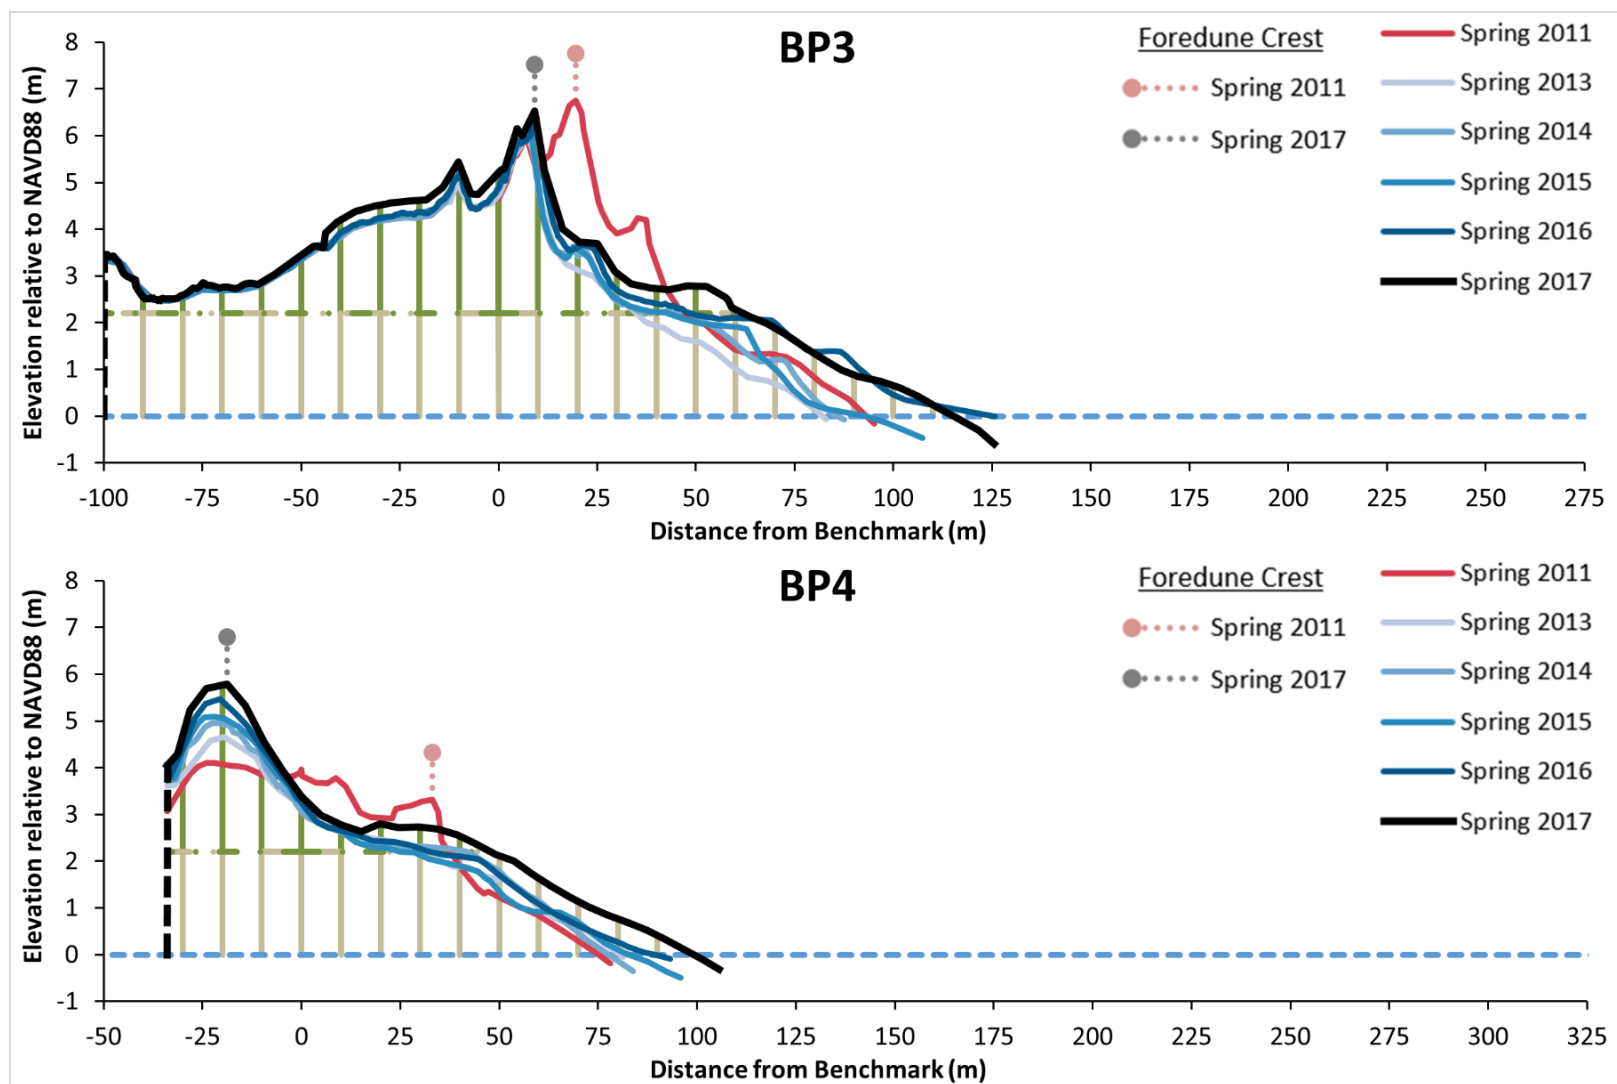 BP3
Elevation relative to NAVD88 (m)
8
7
6
5
4
3
2
1
0
-1
-100 -75 -50 -25 0 25 50 75 100 125 150 175 200 225 250 275
Distance from Benchmark (m)
Foredune Crest
Spring 2011
Spring 2017
Spring 2011
Spring 2013
Spring 2014
Spring 2015
Spring 2016
Spring 2017
BP4
Elevation relative to NAVD88 (m)
8
7
6
5
4
3
2
1
0
-1
-50 -25 0 25 50 75 100 125 150 175 200 225 250 275 300 325
Distance from Benchmark (m)
Foredune Crest
Spring 2011
Spring 2017
Spring 2011
Spring 2013
Spring 2014
Spring 2015
Spring 2016
Spring 2017